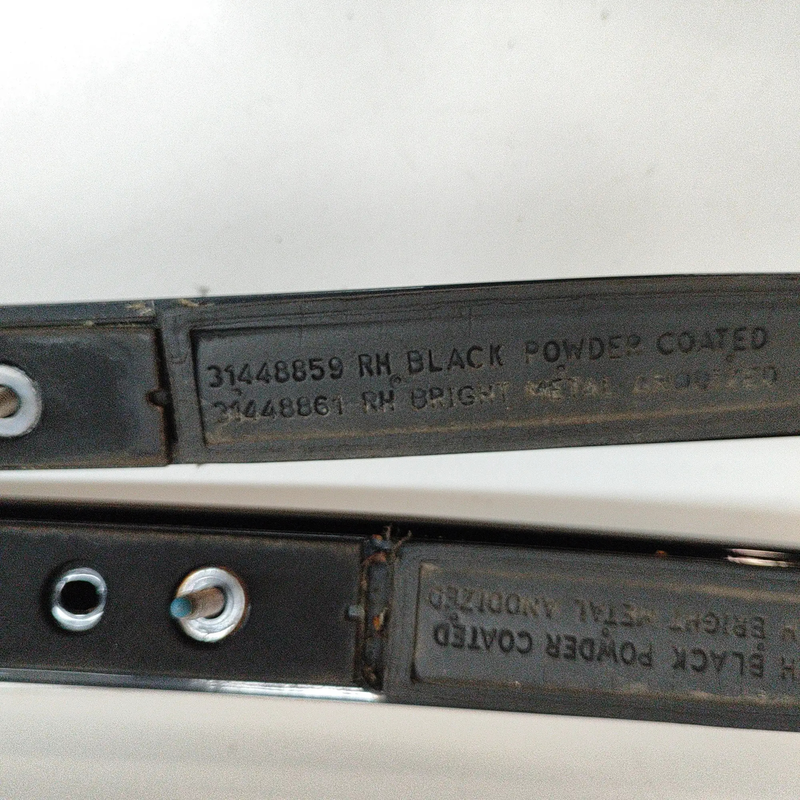 31448859 RH BLACK POWDER COATED
31448861 RH BRIGHT METAL ANODIZED
H BLACK POWDER COATED
BRIGHT METAL ANODIZED